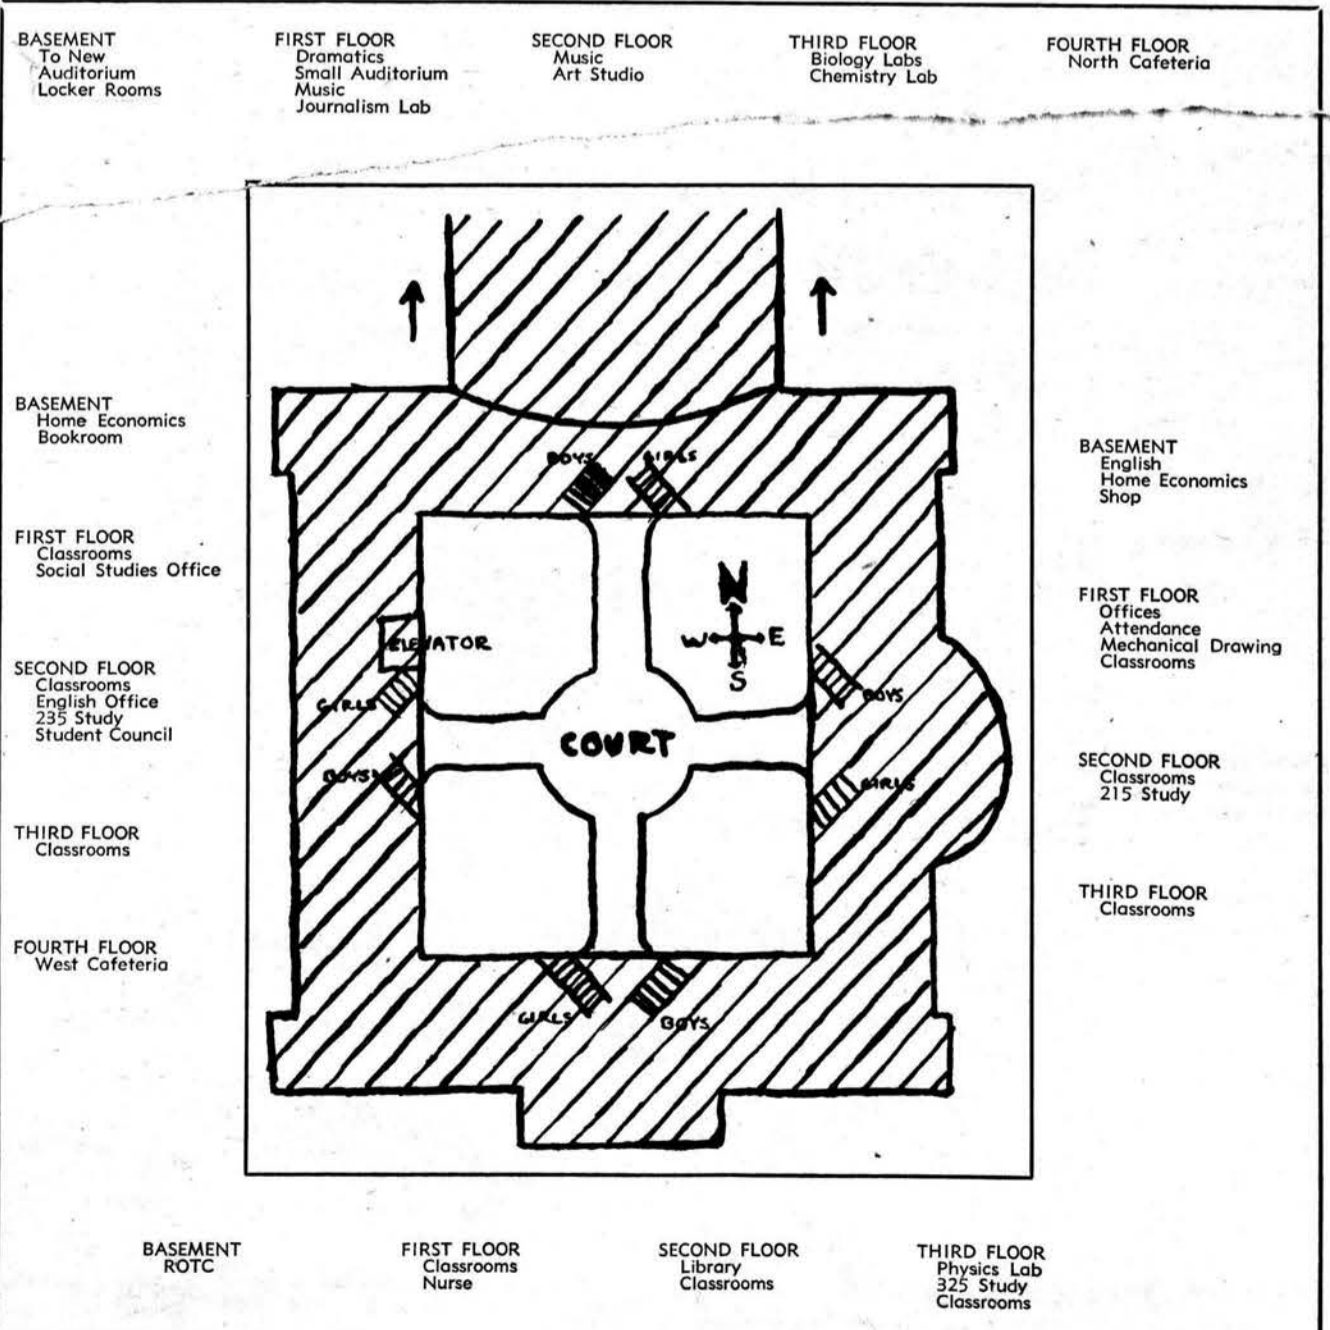 BASEMENT
To New
Auditorium
Locker Rooms
FIRST FLOOR
Dramatics
Small Auditorium
Music
Journalism Lab
SECOND FLOOR
Music
Art Studio
THIRD FLOOR
Biology Labs
Chemistry Lab
FOURTH FLOOR
North Cafeteria
BASEMENT
Home Economics
Bookroom
FIRST FLOOR
Classrooms
Social Studies Office
SECOND FLOOR
Classrooms
English Office
235 Study
Student Council
THIRD FLOOR
Classrooms
FOURTH FLOOR
West Cafeteria
BOYS
GIRLS
N
W
E
S
ELEVATOR
GIRLS
BOYS
COURT
BOYS
GIRLS
GIRLS
BOYS
BASEMENT
English
Home Economics
Shop
FIRST FLOOR
Offices
Attendance
Mechanical Drawing
Classrooms
SECOND FLOOR
Classrooms
215 Study
THIRD FLOOR
Classrooms
BASEMENT
ROTC
FIRST FLOOR
Classrooms
Nurse
SECOND FLOOR
Library
Classrooms
THIRD FLOOR
Physics Lab
325 Study
Classrooms